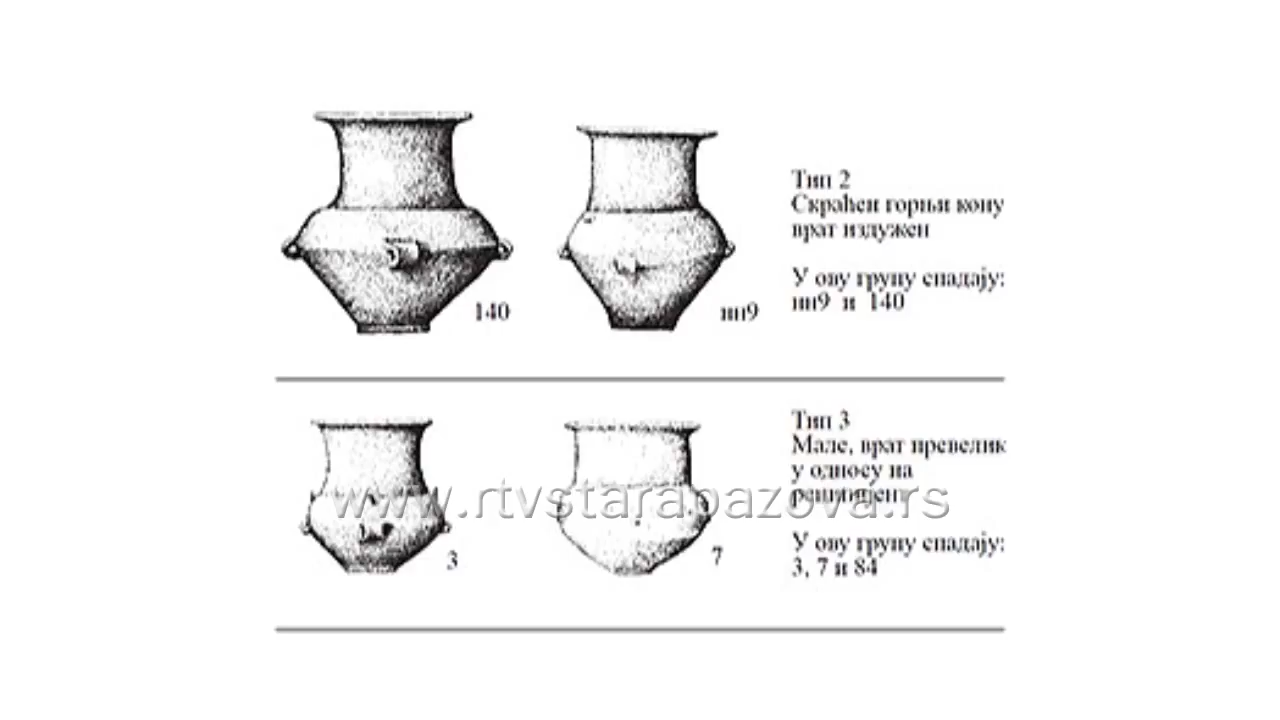 Тип 2
Скраћен горњи кону
врат издужен
У ову групу спадају:
нп9 и 140
140
нп9
Тип 3
Мале, врат превелик
у односу на
реципијент
www.rtvstarapazova.rs
У ову групу спадају:
3, 7 и 84
3
7